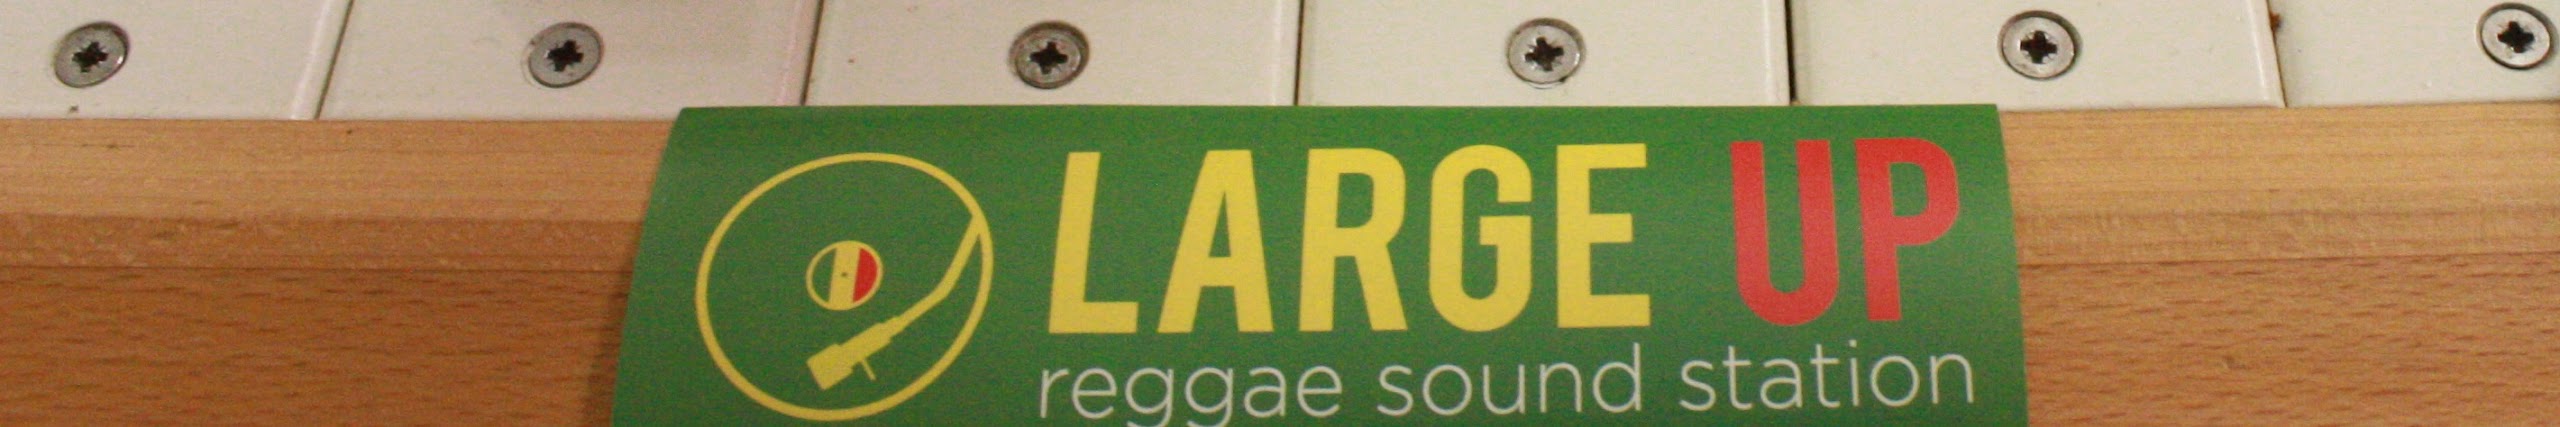 LARGE UP
reggae sound station